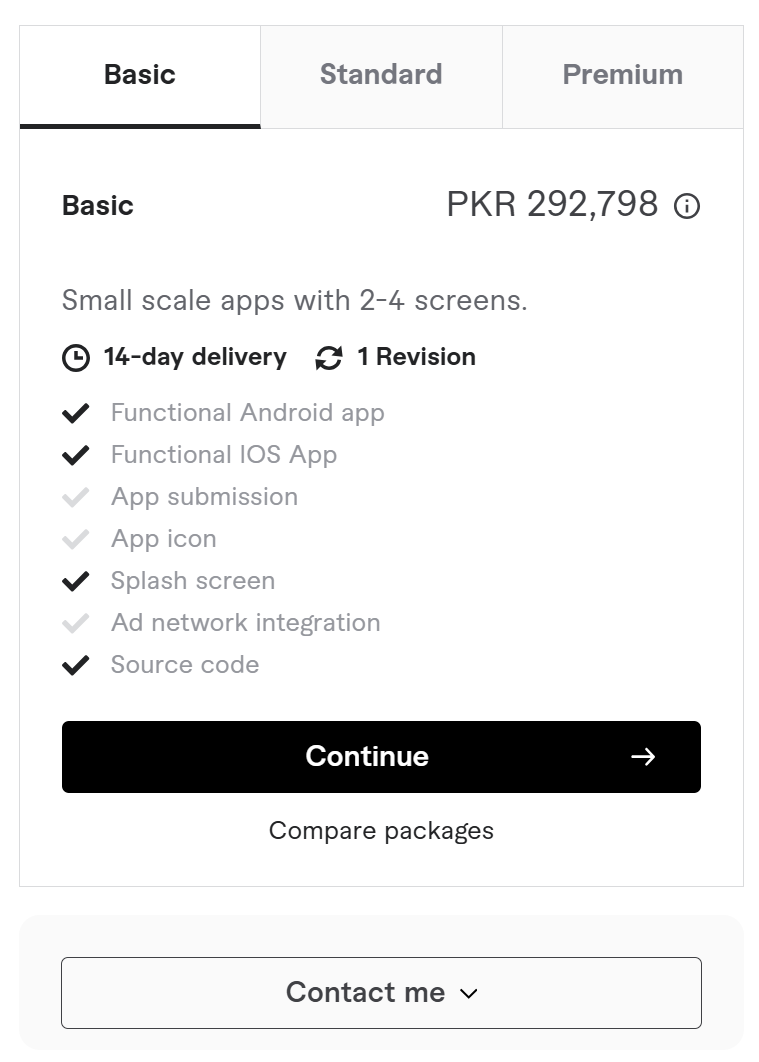 Basic Standard Premium
Basic PKR 292,798
Small scale apps with 2-4 screens.
14-day delivery 1 Revision
Functional Android app
Functional IOS App
App submission
App icon
Splash screen
Ad network integration
Source code
Continue
Compare packages
Contact me